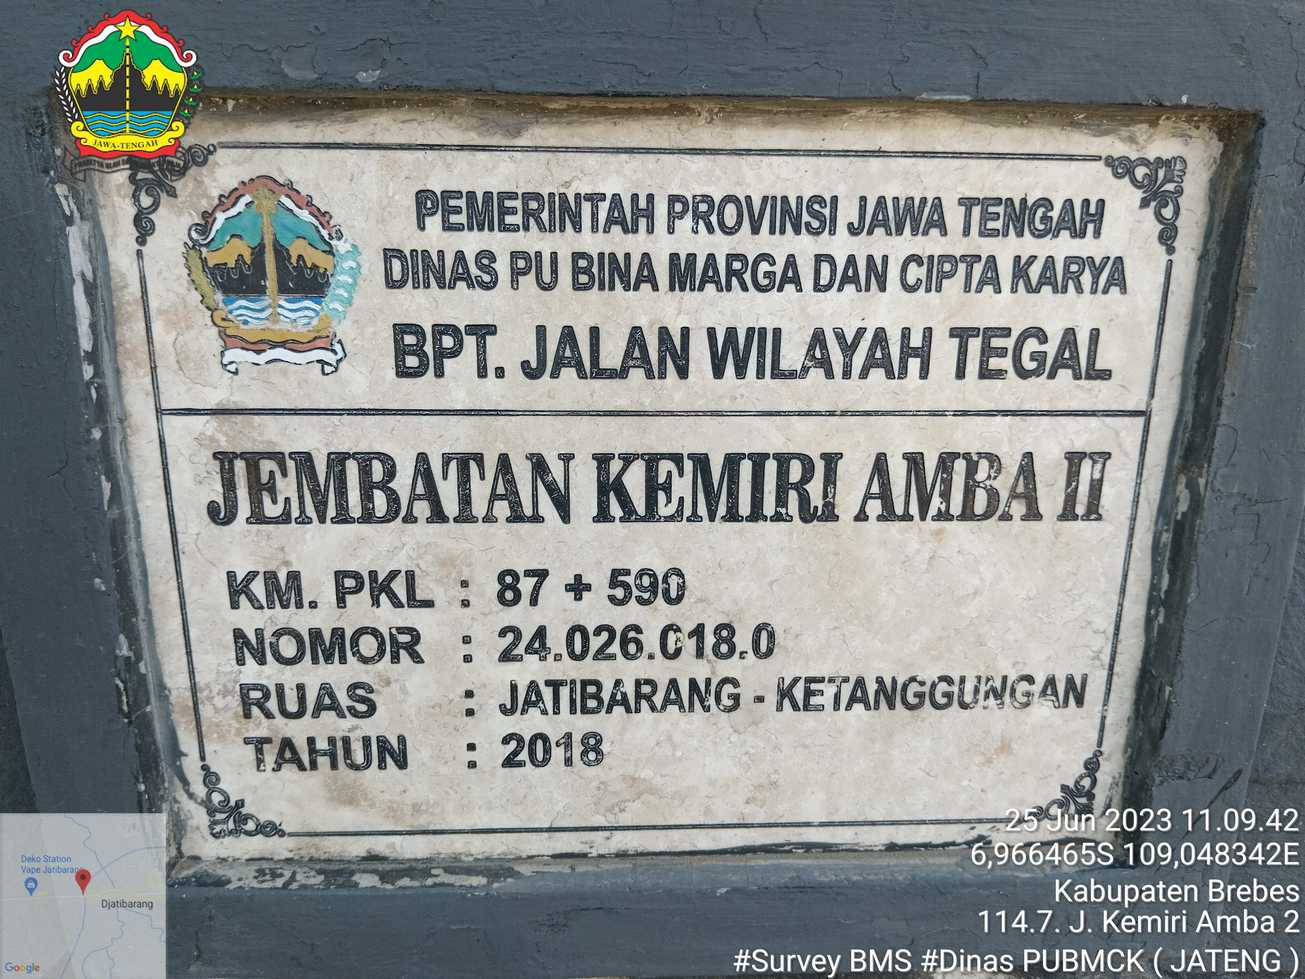 JAWA-TENGAH
PEMERINTAH PROVINSI JAWA TENGAH
DINAS PU BINA MARGA DAN CIPTA KARYA
BPT. JALAN WILAYAH TEGAL
JEMBATAN KEMIRI AMBA II
KM. PKL : 87 + 590
NOMOR : 24.026.018.0
RUAS : JATIBARANG - KETANGGUNGAN
TAHUN : 2018
25 Jun 2023 11.09.42
6,966465S 109,048342E
Kabupaten Brebes
114.7. J. Kemiri Amba 2
#Survey BMS #Dinas PUBMCK ( JATENG )
Deko Station
Vape Jatibarang
Djatibarang
Google